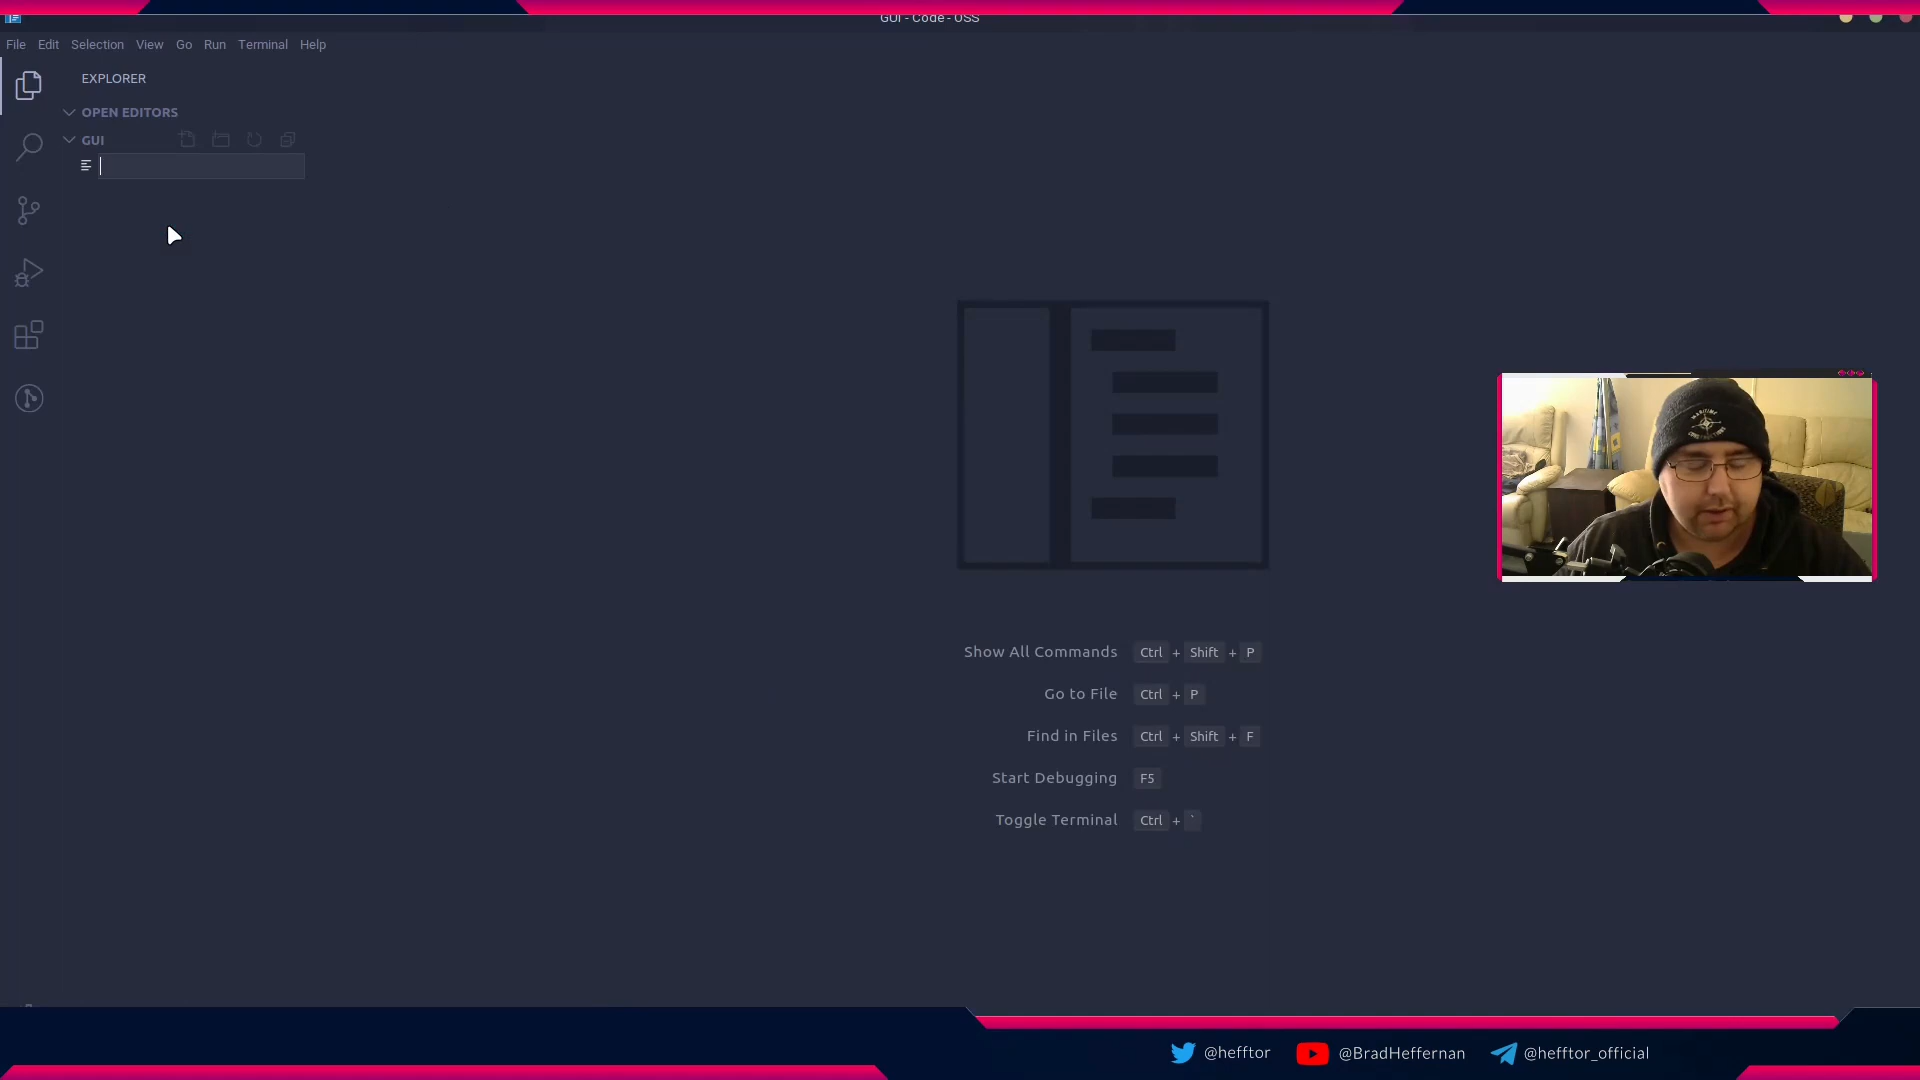 GUI - Code - OSS
File Edit Selection View Go Run Terminal Help
EXPLORER
OPEN EDITORS
GUI
MARITIME
Show All Commands Ctrl + Shift + P
Go to File Ctrl + P
Find in Files Ctrl + Shift + F
Start Debugging F5
Toggle Terminal Ctrl + `
@hefftor @BradHeffernan @hefftor_official